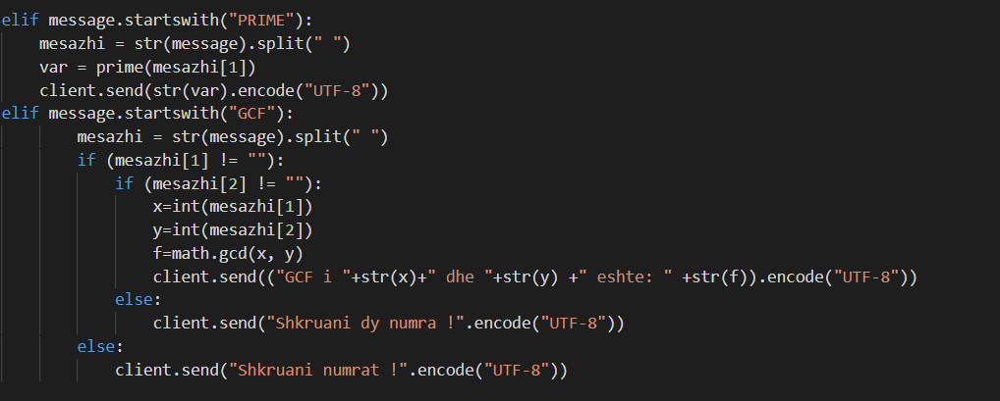 elif message.startswith("PRIME"):
    mesazhi = str(message).split(" ")
    var = prime(mesazhi[1])
    client.send(str(var).encode("UTF-8"))
elif message.startswith("GCF"):
        mesazhi = str(message).split(" ")
        if (mesazhi[1] != ""):
            if (mesazhi[2] != ""):
                x=int(mesazhi[1])
                y=int(mesazhi[2])
                f=math.gcd(x, y)
                client.send(("GCF i "+str(x)+" dhe "+str(y) +" eshte: " +str(f)).encode("UTF-8"))
            else:
                client.send("Shkruani dy numra !".encode("UTF-8"))
        else:
            client.send("Shkruani numrat !".encode("UTF-8"))